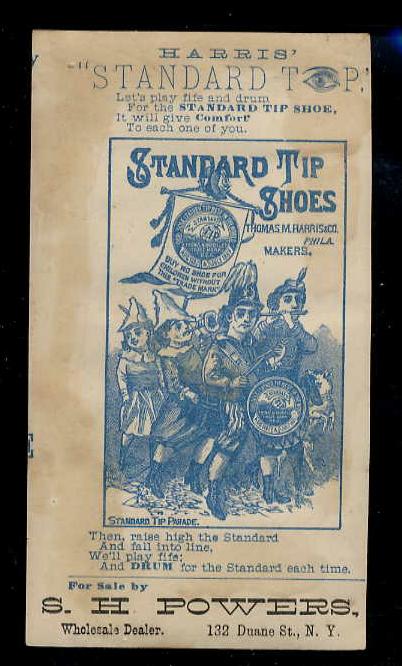 HARRIS'
"STANDARD TIP."
Let's play fife and drum
For the STANDARD TIP SHOE,
It will give Comfort
To each one of you.
STANDARD TIP
SHOES
THOMAS. M. HARRIS & CO.
PHILA.
MAKERS.
BUY NO SHOE FOR
CHILDREN WITHOUT
THIS "TRADE MARK"
STANDARD TIP PARADE.
Then, raise high the Standard
And fall into line,
We'll play fife:
And DRUM for the Standard each time.
For Sale by
S. H. POWERS,
Wholesale Dealer. 132 Duane St., N. Y.